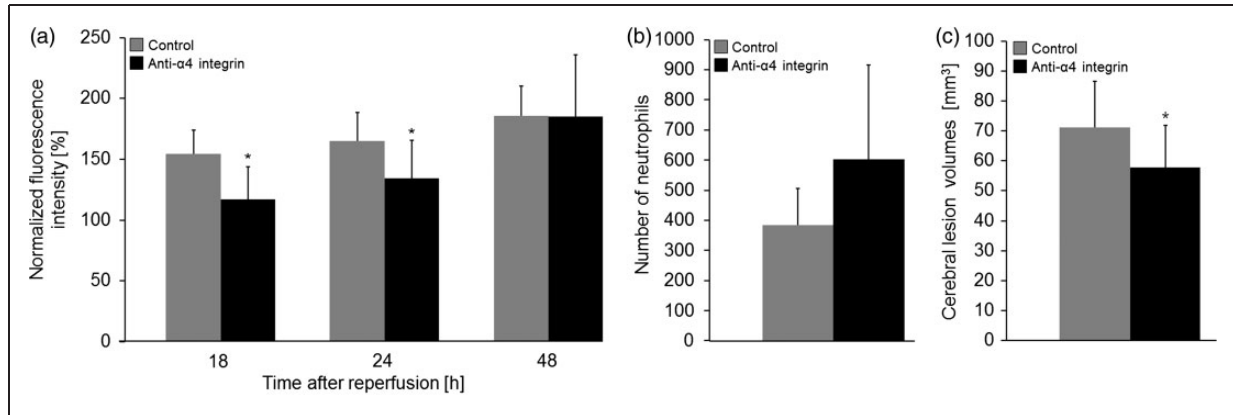 (a)
Normalized fluorescence
intensity [%]
250
200
150
100
50
0
Control
Anti-α4 integrin
*
*
18
24
48
Time after reperfusion [h]
(b)
Number of neutrophils
1000
900
800
700
600
500
400
300
200
100
0
Control
Anti-α4 integrin
(c)
Cerebral lesion volumes [mm³]
100
90
80
70
60
50
40
30
20
10
0
Control
Anti-α4 integrin
*